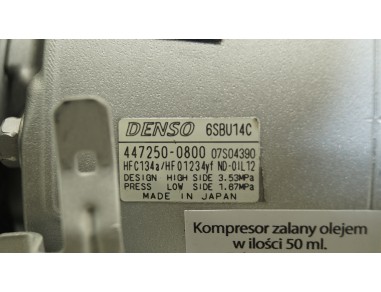 DENSO 6SBU14C
447250-0800 07S04390
HFC134a/HFO1234yf ND-OIL12
DESIGN HIGH SIDE 3.53MPa
PRESS LOW SIDE 1.67MPa
MADE IN JAPAN
Kompresor zalany olejem
w ilości 50 ml.